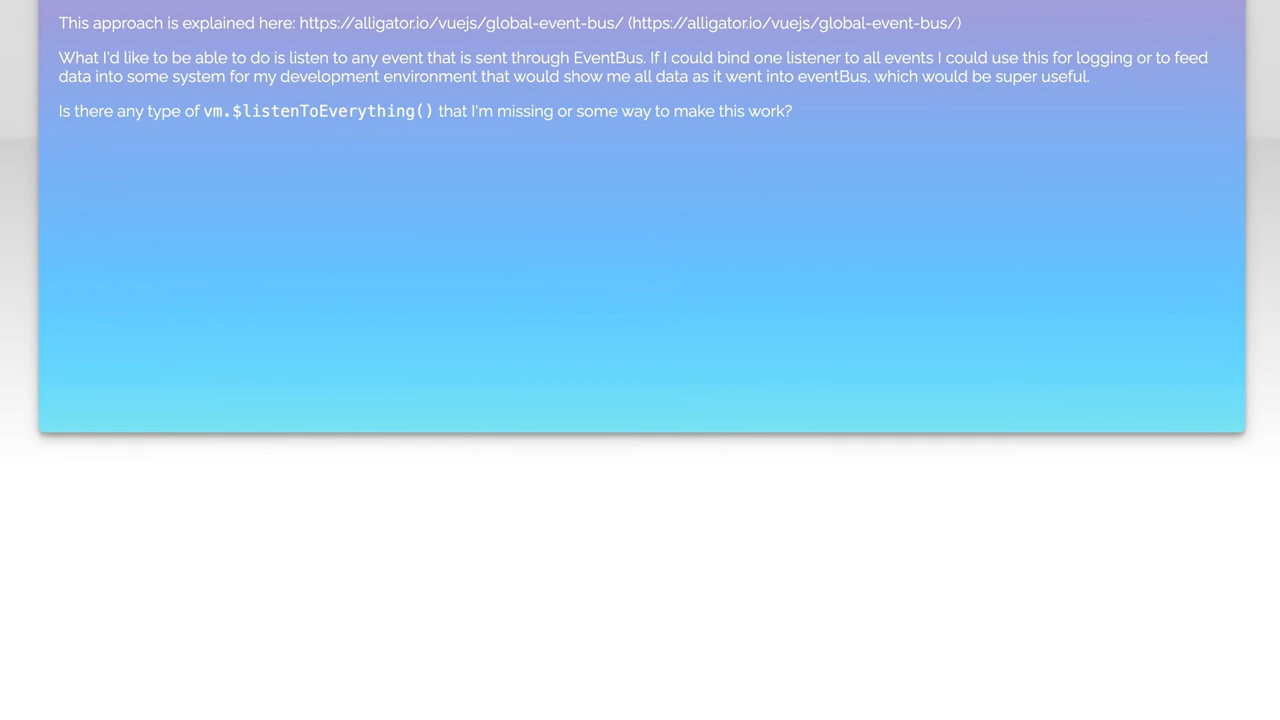 This approach is explained here: https://alligator.io/vuejs/global-event-bus/ (https://alligator.io/vuejs/global-event-bus/)
What I'd like to be able to do is listen to any event that is sent through EventBus. If I could bind one listener to all events I could use this for logging or to feed
data into some system for my development environment that would show me all data as it went into eventBus, which would be super useful.
Is there any type of vm.$listenToEverything() that I'm missing or some way to make this work?